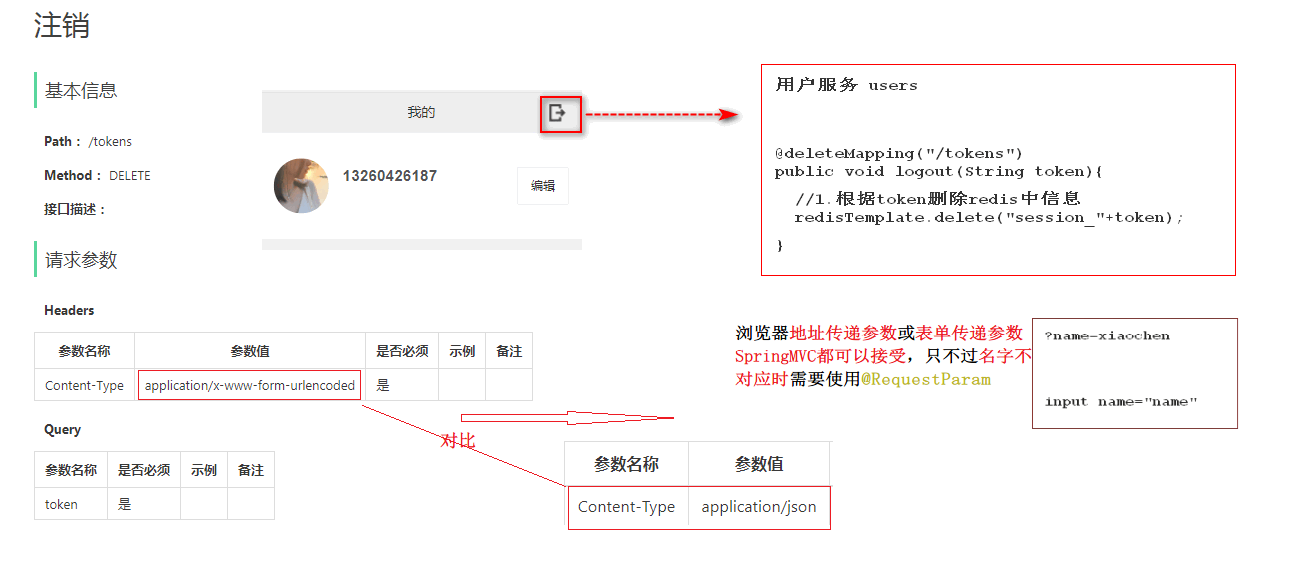 注销
基本信息
Path： /tokens
Method： DELETE
接口描述：
我的
13260426187
编辑
用户服务 users
@deleteMapping("/tokens")
public void logout(String token){
//1.根据token删除redis中信息
redisTemplate.delete("session_"+token);
}
请求参数
Headers
参数名称 参数值 是否必须 示例 备注
Content-Type application/x-www-form-urlencoded 是
Query
参数名称 是否必须 示例 备注
token 是
浏览器地址传递参数或表单传递参数
SpringMVC都可以接受，只不过名字不
对应时需要使用@RequestParam
?name-xiaochen
input name="name"
对比
参数名称 参数值
Content-Type application/json